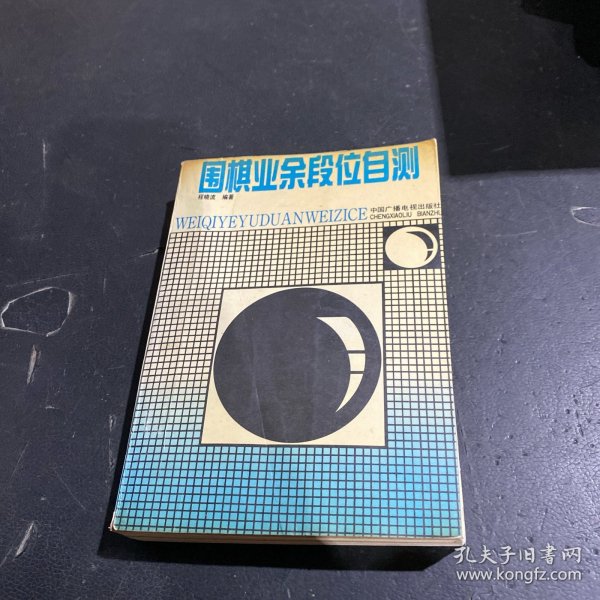 围棋业余段位自测
程晓流 编著
WEIQIYEYUDUANWEIZICE
中国广播电视出版社
CHENGXIAOLIU BIANZHU
孔夫子旧书网
www.kongfz.com